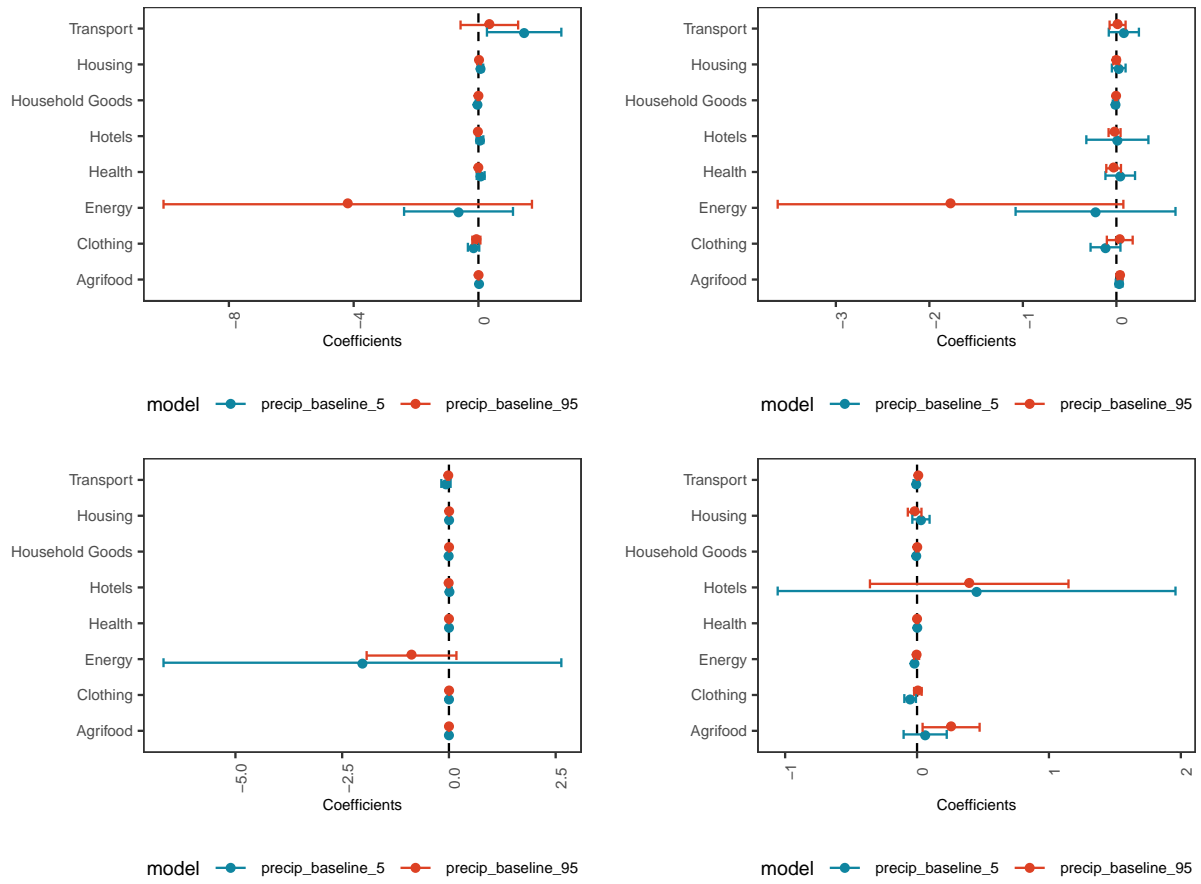 Transport
Housing
Household Goods
Hotels
Health
Energy
Clothing
Agrifood
−8
−4
0
Coefficients
model precip_baseline_5 precip_baseline_95
Transport
Housing
Household Goods
Hotels
Health
Energy
Clothing
Agrifood
−3
−2
−1
0
Coefficients
model precip_baseline_5 precip_baseline_95
Transport
Housing
Household Goods
Hotels
Health
Energy
Clothing
Agrifood
−5.0
−2.5
0.0
2.5
Coefficients
model precip_baseline_5 precip_baseline_95
Transport
Housing
Household Goods
Hotels
Health
Energy
Clothing
Agrifood
−1
0
1
2
Coefficients
model precip_baseline_5 precip_baseline_95